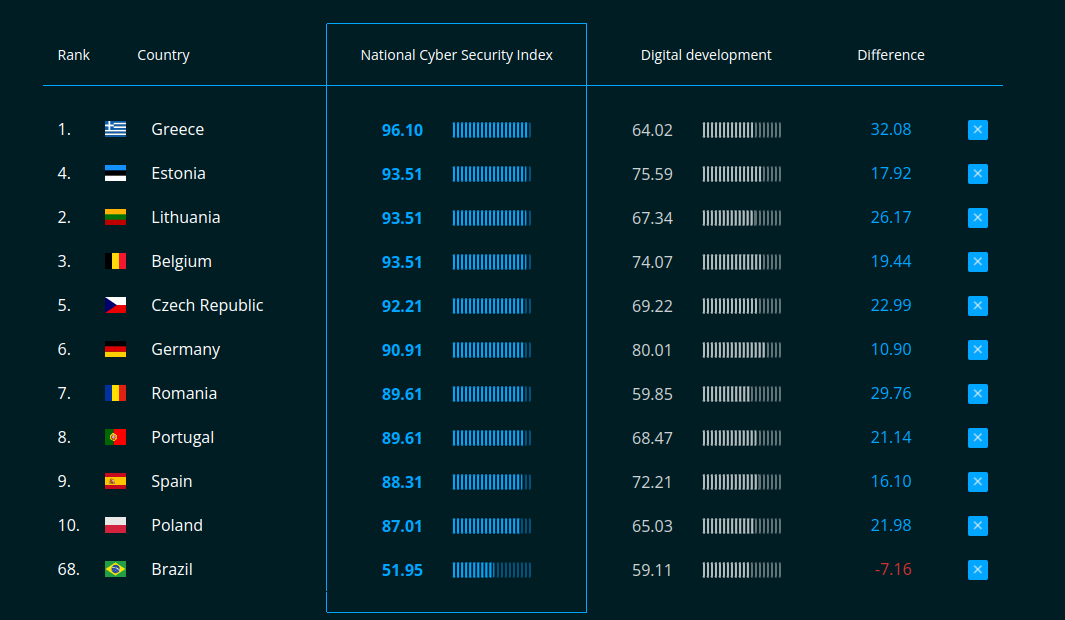 Rank Country National Cyber Security Index Digital development Difference
1. Greece 96.10 64.02 32.08
4. Estonia 93.51 75.59 17.92
2. Lithuania 93.51 67.34 26.17
3. Belgium 93.51 74.07 19.44
5. Czech Republic 92.21 69.22 22.99
6. Germany 90.91 80.01 10.90
7. Romania 89.61 59.85 29.76
8. Portugal 89.61 68.47 21.14
9. Spain 88.31 72.21 16.10
10. Poland 87.01 65.03 21.98
68. Brazil 51.95 59.11 -7.16